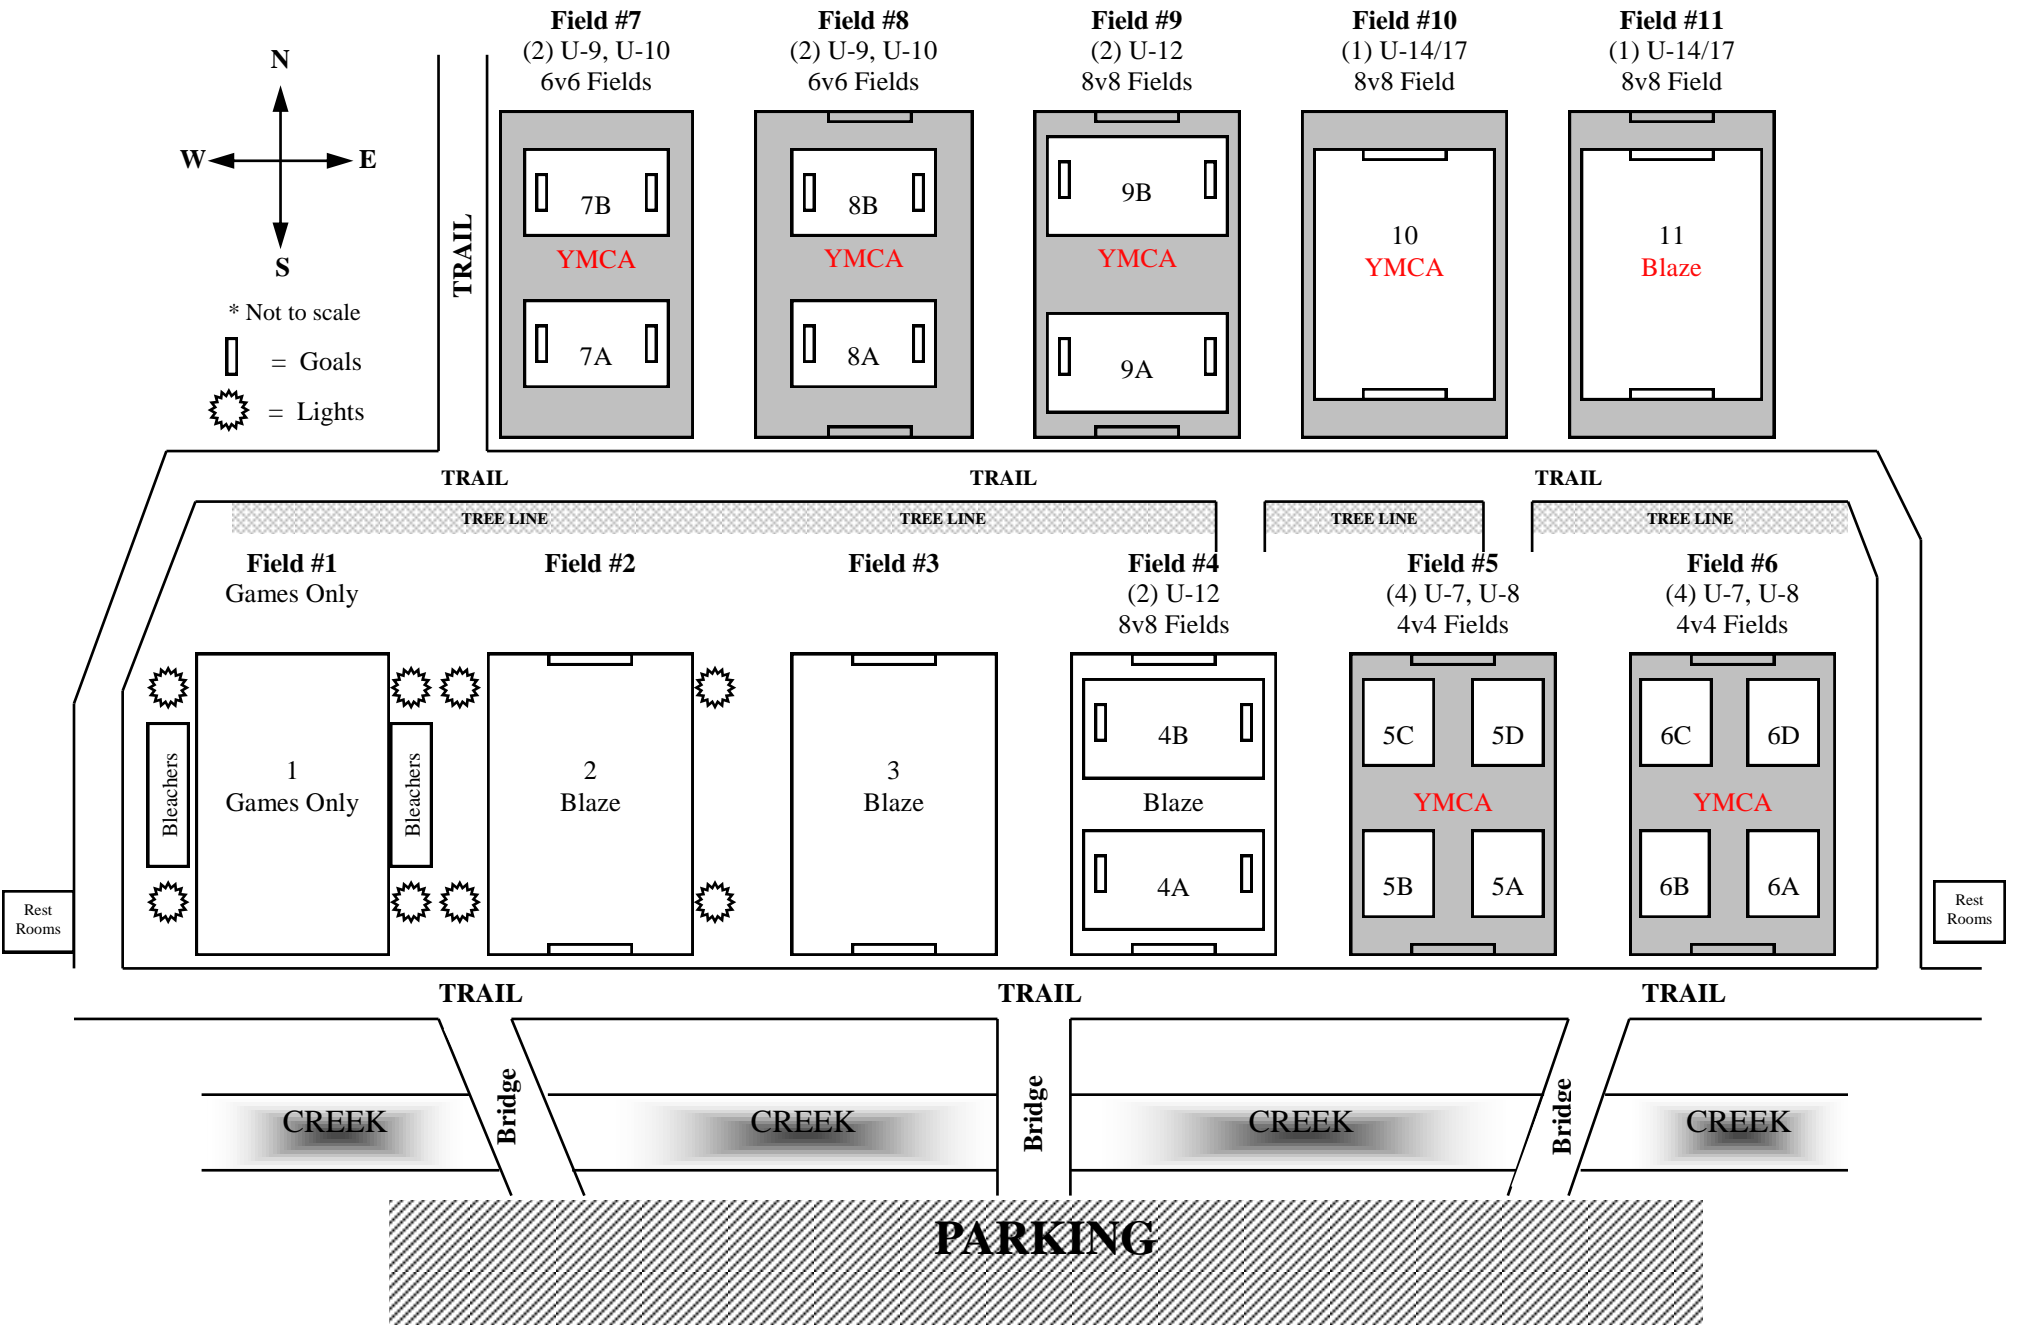 Field #7
(2) U-9, U-10
6v6 Fields
Field #8
(2) U-9, U-10
6v6 Fields
Field #9
(2) U-12
8v8 Fields
Field #10
(1) U-14/17
8v8 Field
Field #11
(1) U-14/17
8v8 Field
N
W
E
S
* Not to scale
= Goals
= Lights
TRAIL
7B
YMCA
7A
8B
YMCA
8A
9B
YMCA
9A
10
YMCA
11
Blaze
TRAIL
TRAIL
TRAIL
TREE LINE
TREE LINE
TREE LINE
TREE LINE
Field #1
Games Only
Field #2
Field #3
Field #4
(2) U-12
8v8 Fields
Field #5
(4) U-7, U-8
4v4 Fields
Field #6
(4) U-7, U-8
4v4 Fields
Bleachers
1
Games Only
Bleachers
2
Blaze
3
Blaze
4B
Blaze
4A
5C
5D
YMCA
5B
5A
6C
6D
YMCA
6B
6A
Rest
Rooms
Rest
Rooms
TRAIL
TRAIL
TRAIL
CREEK
Bridge
CREEK
Bridge
CREEK
Bridge
CREEK
PARKING